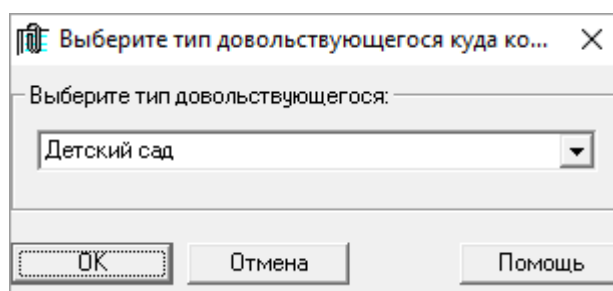 Выберите тип довольствующегося куда ко...
Выберите тип довольствующегося:
Детский сад
OK
Отмена
Помощь